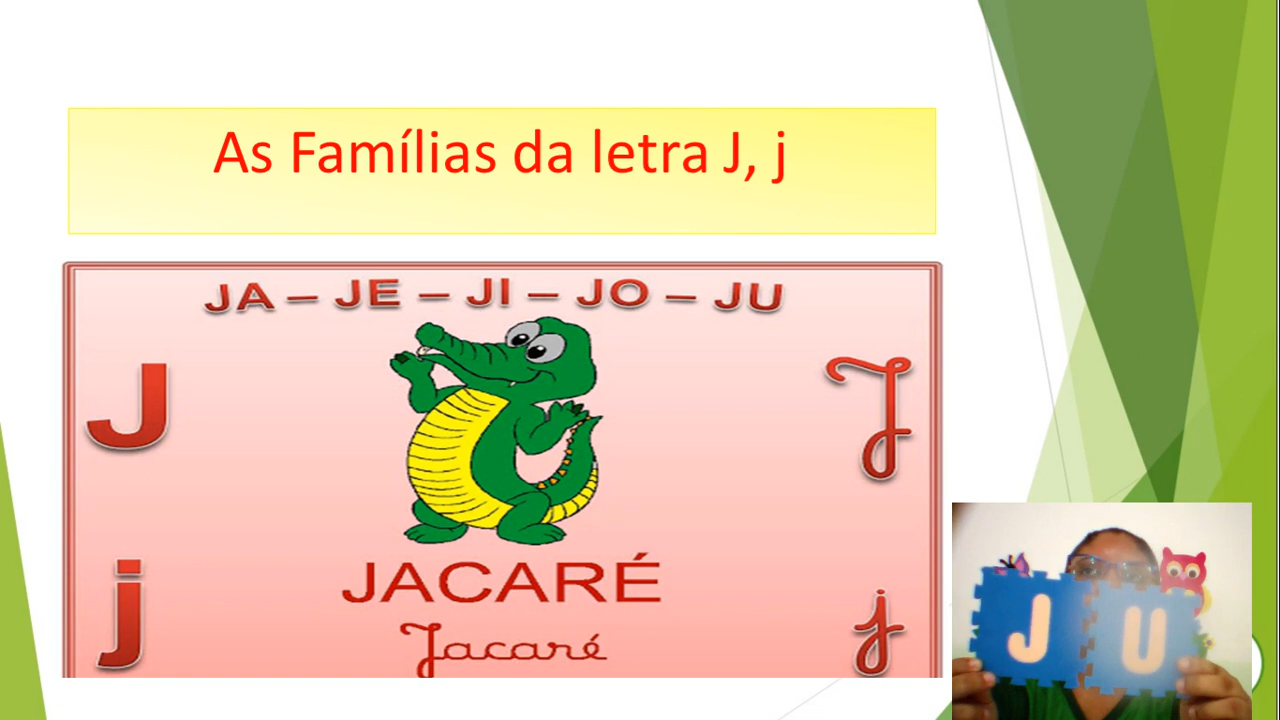 As Famílias da letra J, j
JA – JE – JI – JO – JU
J
J
JACARÉ
Jacaré
j
j
J U